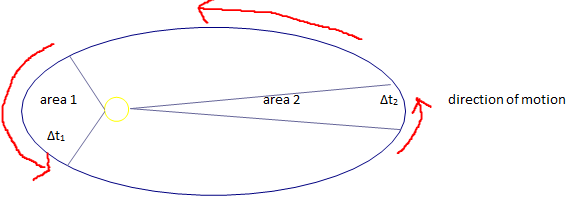 area 1
area 2
Δt₂
direction of motion
Δt₁